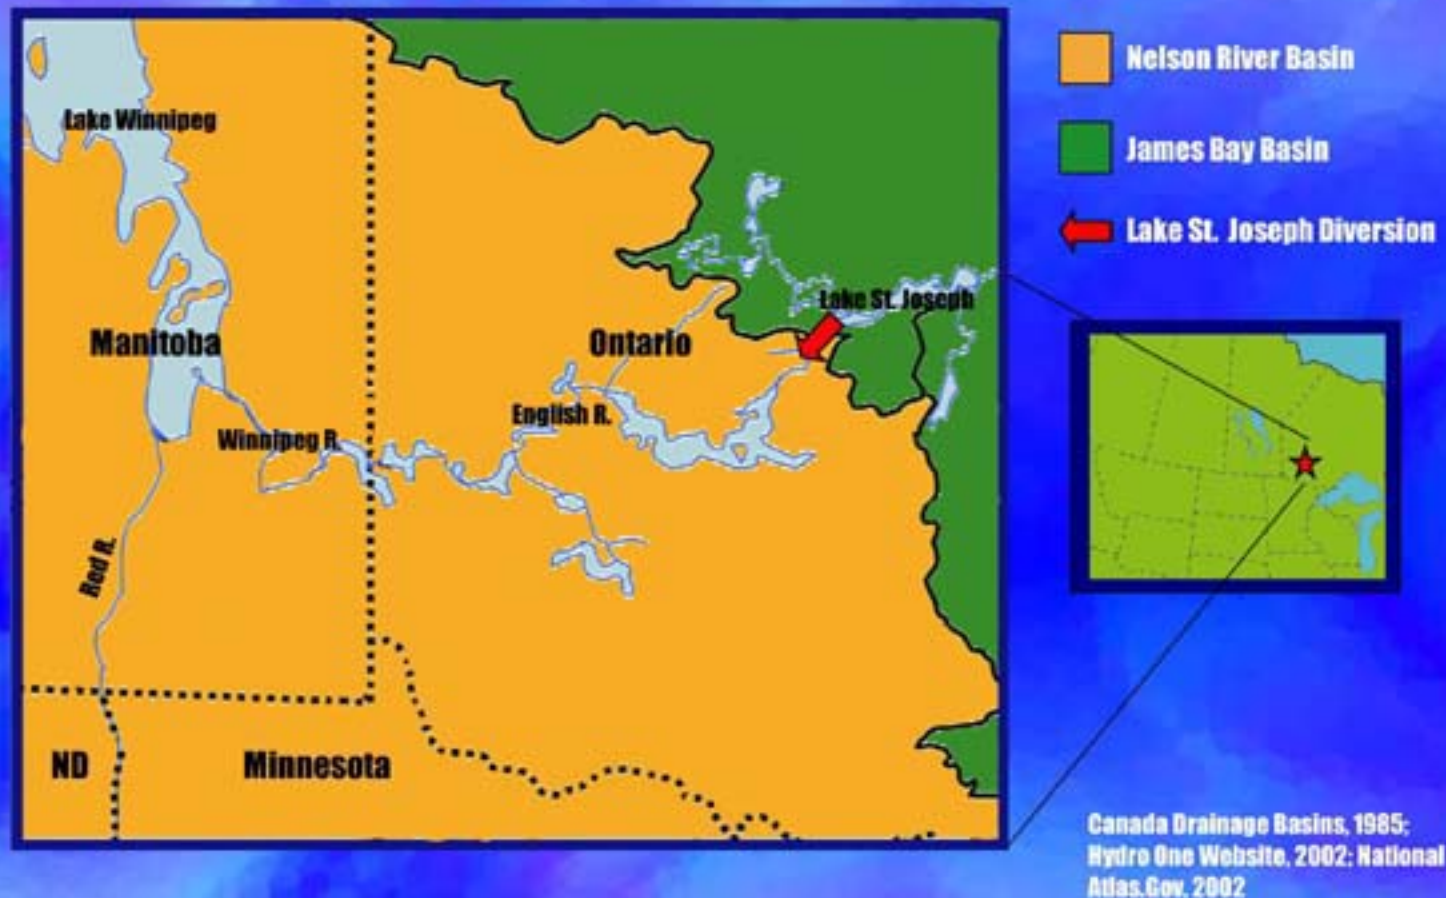 Nelson River Basin
James Bay Basin
Lake St. Joseph Diversion
Lake Winnipeg
Lake St. Joseph
Manitoba
Ontario
English R.
Winnipeg R.
Red R.
ND
Minnesota
Canada Drainage Basins, 1985;
Hydro One Website, 2002; National
Atlas.Gov, 2002